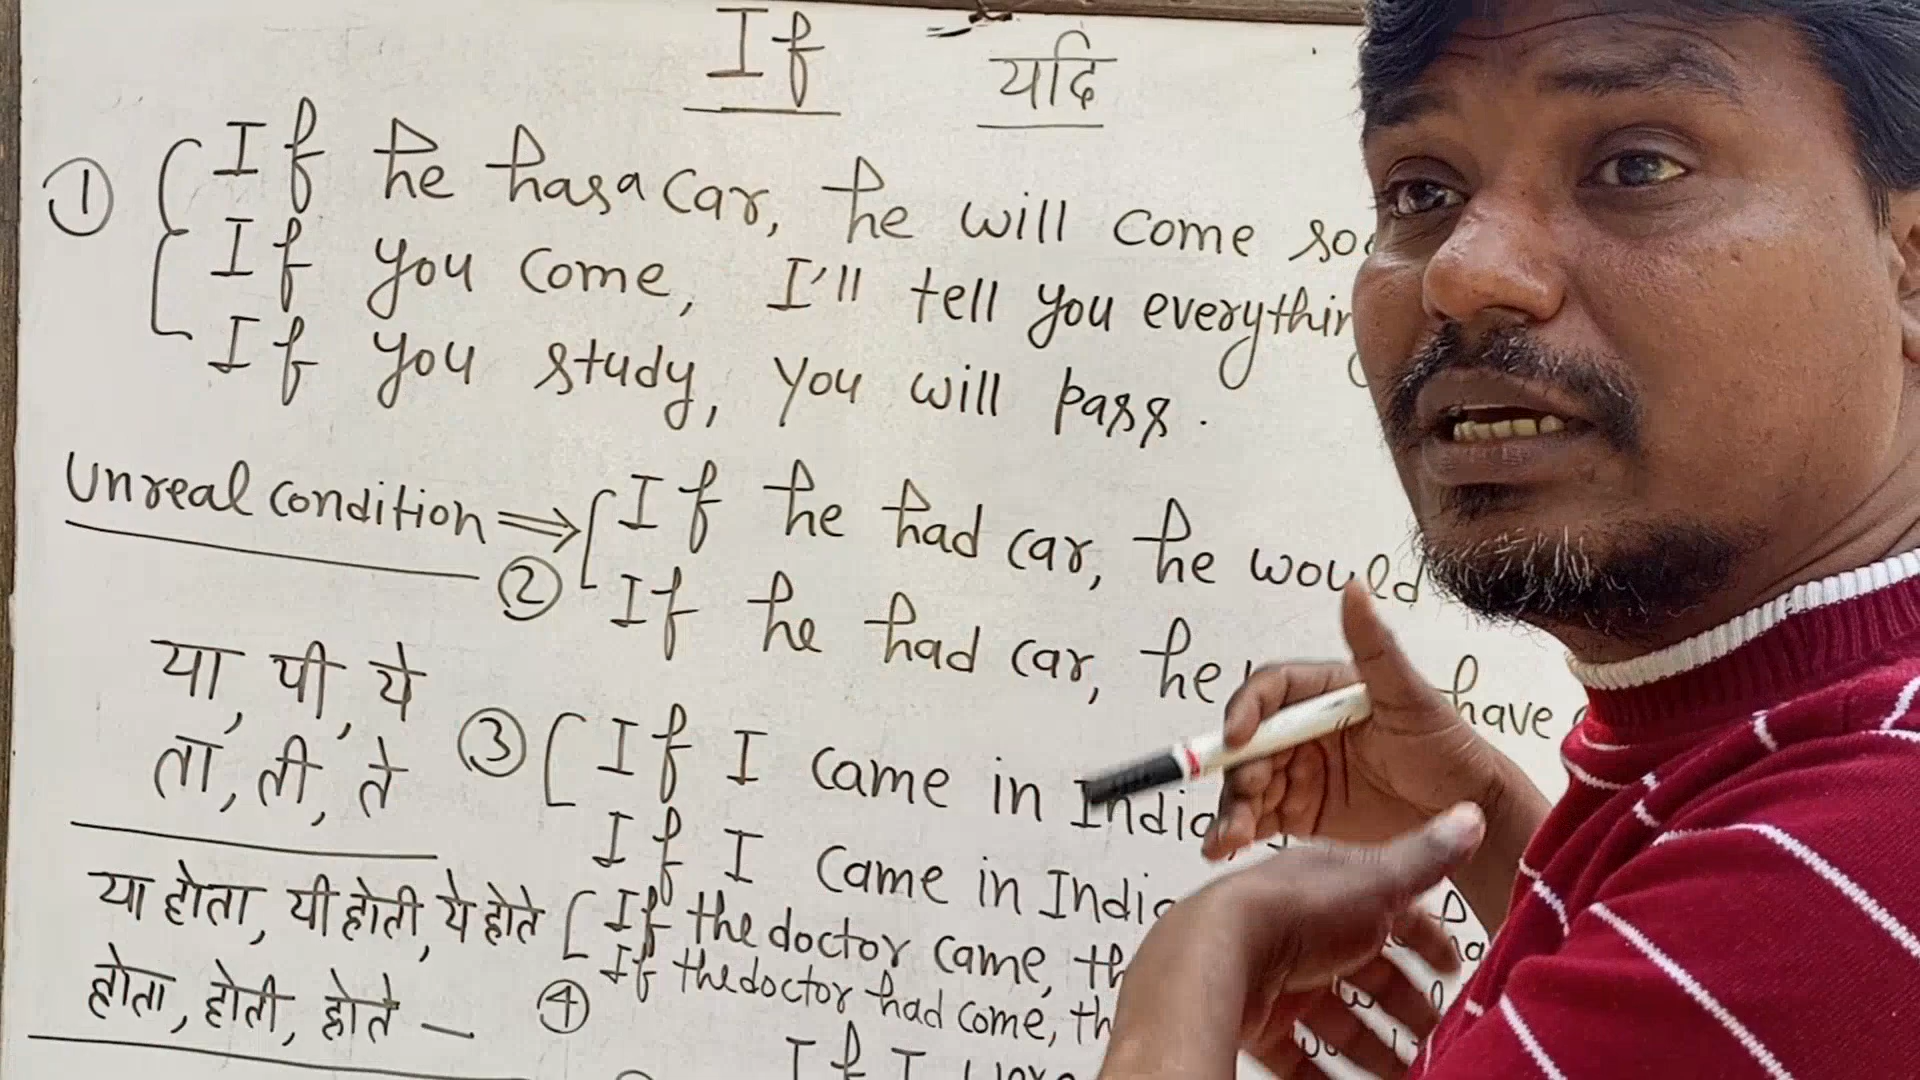 If यदि
① If he has a car, he will come
If you come, I'll tell you
If you study, you will pass.
Unreal condition ⇒ If he had car, he would
② If he had car, he have
या, यी, ये
ता, ती, ते
③ If I came in India,
If I came in
या होता, यी होती, ये होते
होता, होती, होते —
If the doctor came,
④ If the doctor had come,
If I